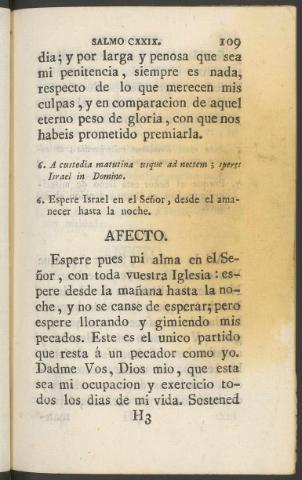 SALMO CXXIX. 109
dia; y por larga y penosa que sea
mi penitencia, siempre es nada,
respecto de lo que merecen mis
culpas, y en comparacion de aquel
eterno peso de gloria, con que nos
habeis prometido premiarla.
6. A custodia matutina usque ad noctem; speret
Israel in Domino.
6. Espere Israel en el Señor, desde el ama-
necer hasta la noche.
AFECTO.
Espere pues mi alma en el Se-
ñor, con toda vuestra Iglesia: es-
pere desde la mañana hasta la no-
che, y no se canse de esperar; pero
espere llorando y gimiendo mis
pecados. Este es el unico partido
que resta á un pecador como yo.
Dadme Vos, Dios mio, que esta
sea mi ocupacion y exercicio to-
dos los dias de mi vida. Sostened
H3